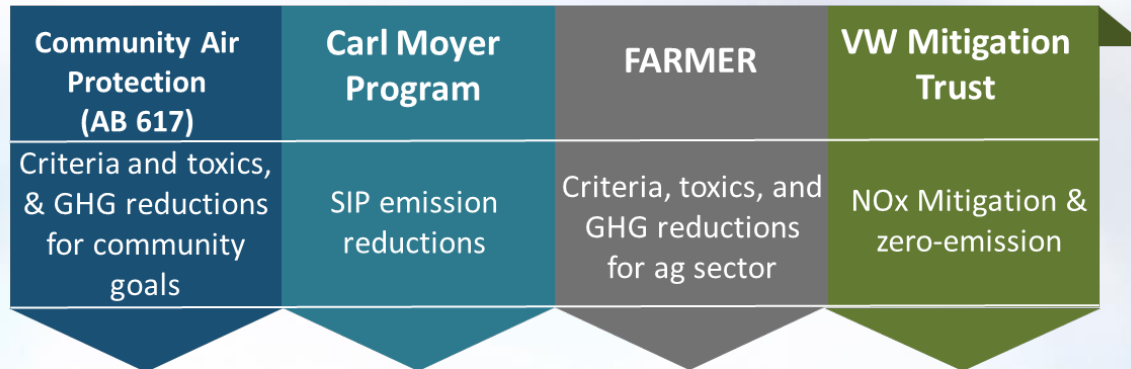 Community Air
Protection
(AB 617)
Carl Moyer
Program
FARMER
VW Mitigation
Trust
Criteria and toxics,
& GHG reductions
for community
goals
SIP emission
reductions
Criteria, toxics, and
GHG reductions
for ag sector
NOx Mitigation &
zero-emission